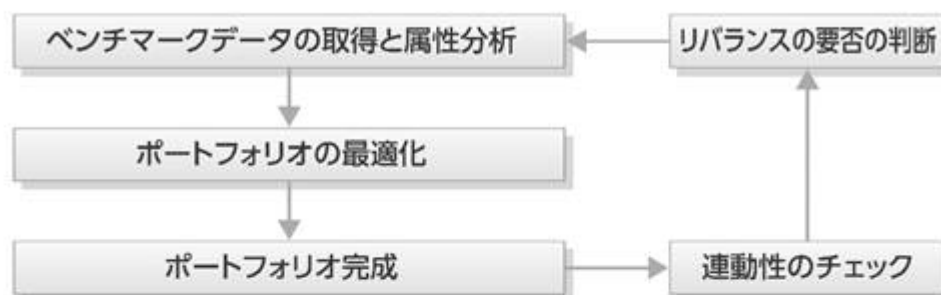 ベンチマークデータの取得と属性分析
リバランスの要否の判断
ポートフォリオの最適化
ポートフォリオ完成
連動性のチェック